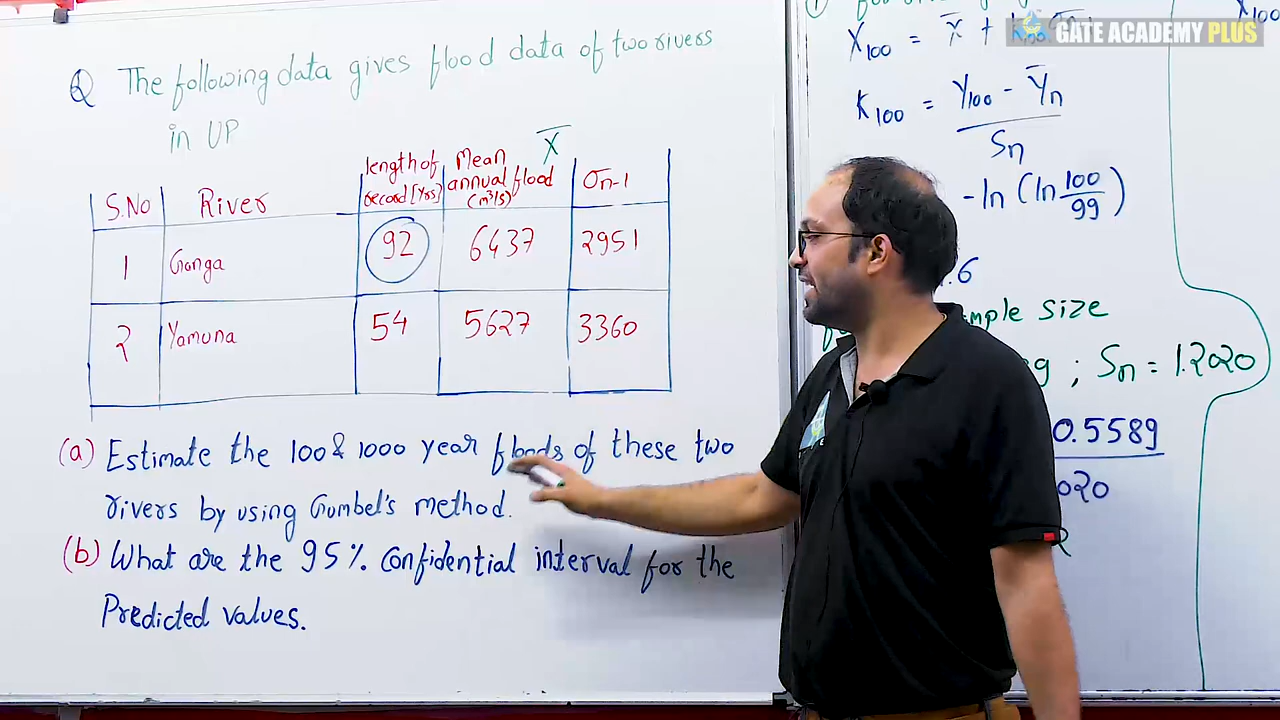 Q The following data gives flood data of two rivers
in UP
X̄
S.No River length of record [Yrs] Mean annual flood (m³/s) σn-1
1 Ganga 92 6437 2951
2 Yamuna 54 5627 3360
(a) Estimate the 100 & 1000 year floods of these two
rivers by using Gumbel's method.
(b) What are the 95% Confidential interval for the
Predicted values.
GATE ACADEMY PLUS
X100 = x̄ +
K100 = Y100 - Ȳn / Sn
-ln (ln 100/99)
.6
mple size
; Sn = 1.2020
0.5589
020
X100